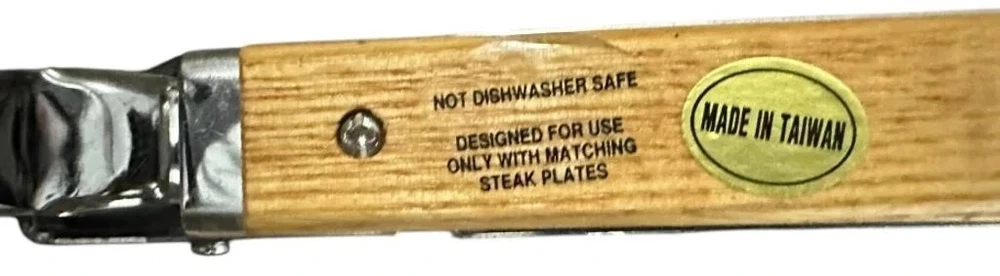 NOT DISHWASHER SAFE
DESIGNED FOR USE
ONLY WITH MATCHING
STEAK PLATES
MADE IN TAIWAN